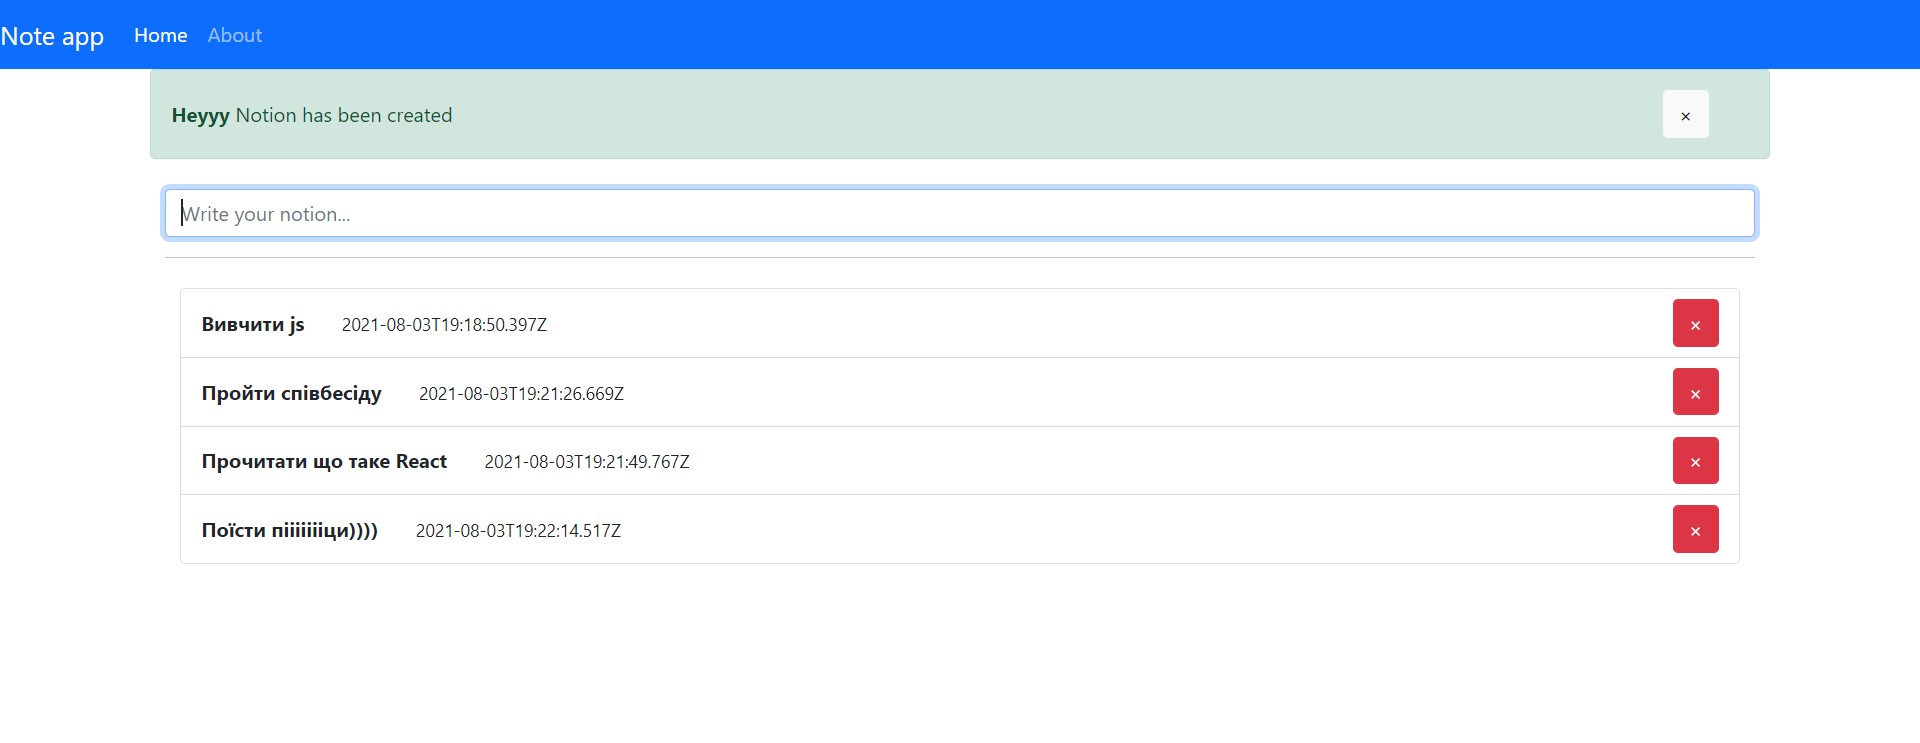 Note app Home About
Heyyy Notion has been created ×
Write your notion...
Вивчити js 2021-08-03T19:18:50.397Z ×
Пройти співбесіду 2021-08-03T19:21:26.669Z ×
Прочитати що таке React 2021-08-03T19:21:49.767Z ×
Поїсти піііііііци)))) 2021-08-03T19:22:14.517Z ×